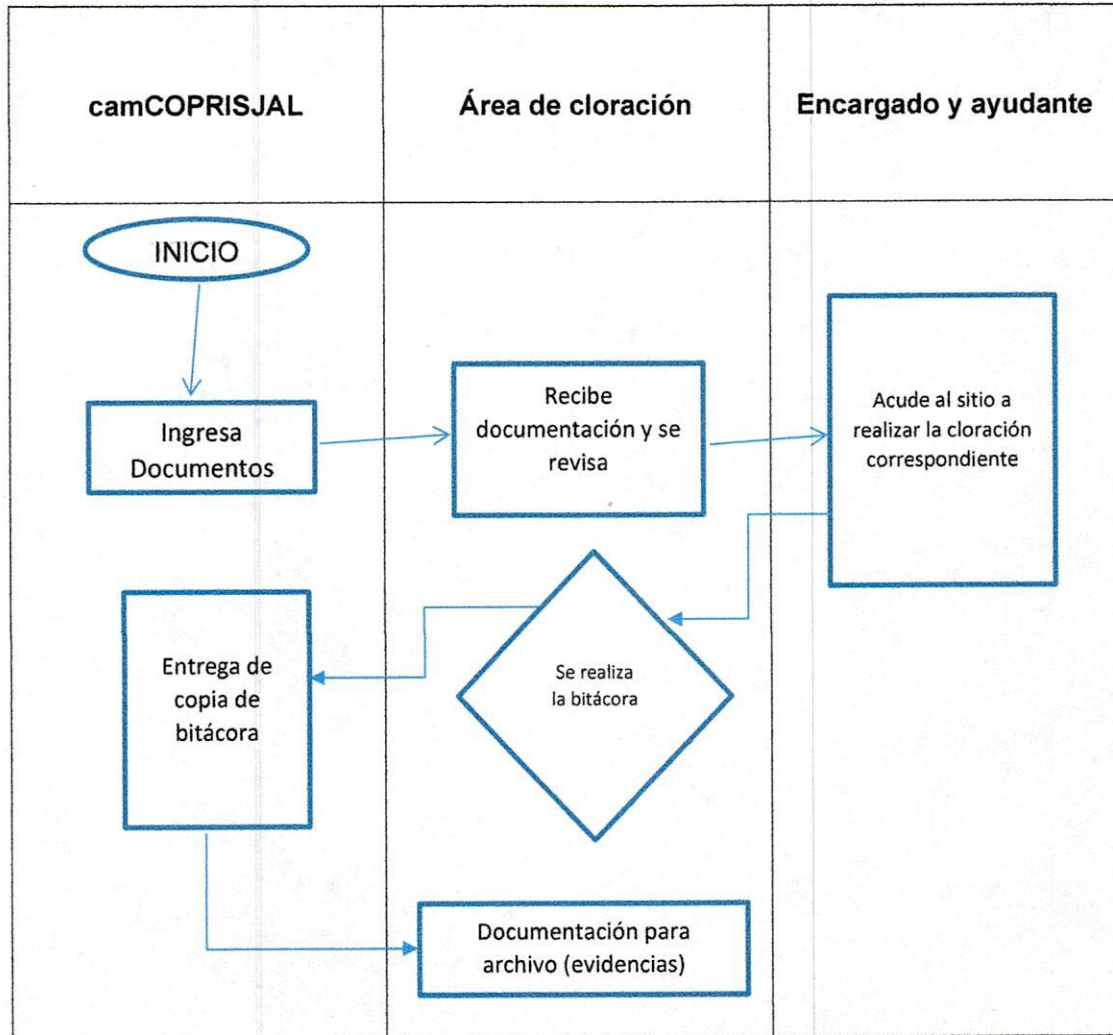 camCOPRISJAL
Área de cloración
Encargado y ayudante
INICIO
Ingresa
Documentos
Recibe
documentación y se
revisa
Acude al sitio a
realizar la cloración
correspondiente
Se realiza
la bitácora
Entrega de
copia de
bitácora
Documentación para
archivo (evidencias)